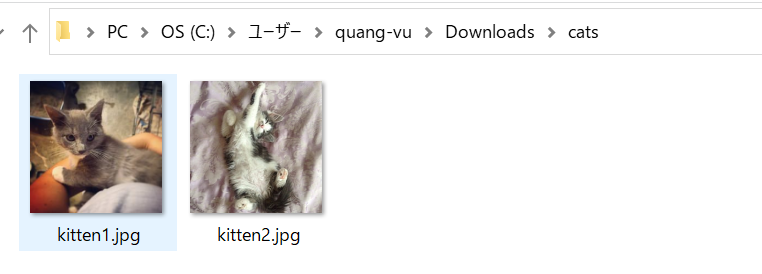 PC > OS (C:) > ユーザー > quang-vu > Downloads > cats
kitten1.jpg
kitten2.jpg